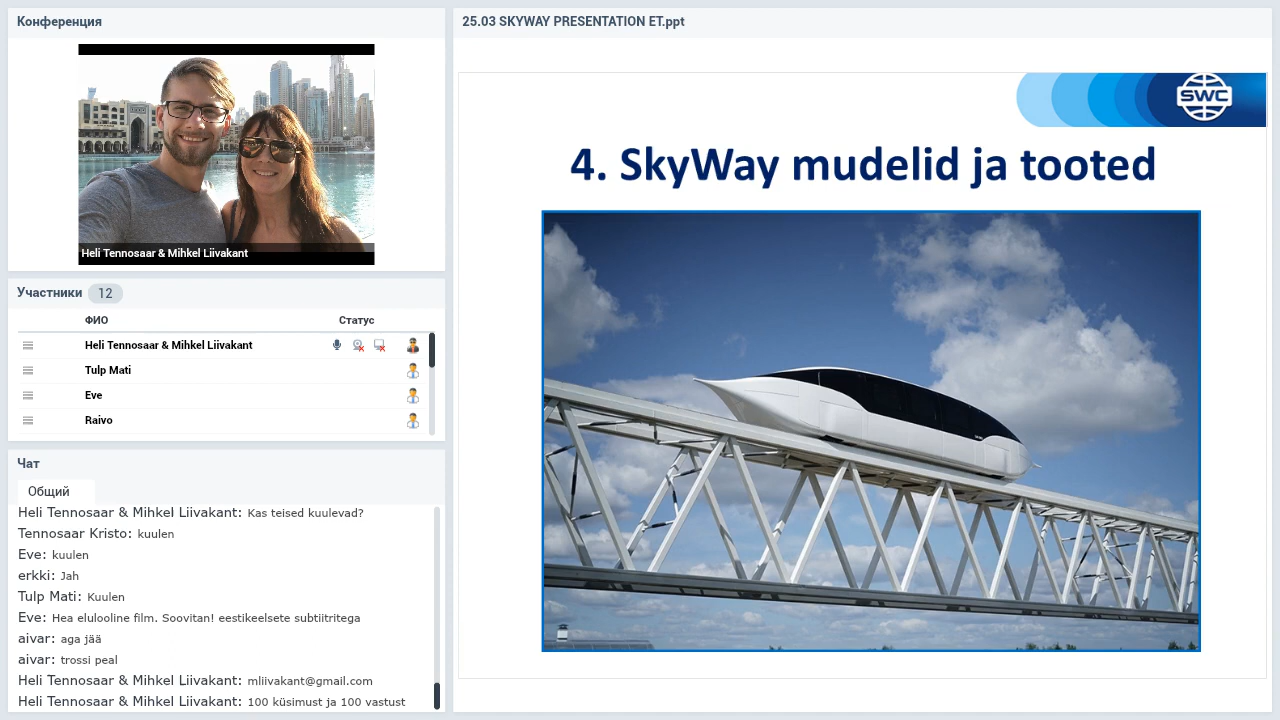 Конференция
Heli Tennosaar & Mihkel Liivakant
Участники 12
ФИО Статус
Heli Tennosaar & Mihkel Liivakant
Tulp Mati
Eve
Raivo
Чат
Общий
Heli Tennosaar & Mihkel Liivakant: Kas teised kuulevad?
Tennosaar Kristo: kuulen
Eve: kuulen
erkki: Jah
Tulp Mati: Kuulen
Eve: Hea elulooline film. Soovitan! eestikeelsete subtiitritega
aivar: aga jää
aivar: trossi peal
Heli Tennosaar & Mihkel Liivakant: mliivakant@gmail.com
Heli Tennosaar & Mihkel Liivakant: 100 küsimust ja 100 vastust
25.03 SKYWAY PRESENTATION ET.ppt
SWC
4. SkyWay mudelid ja tooted